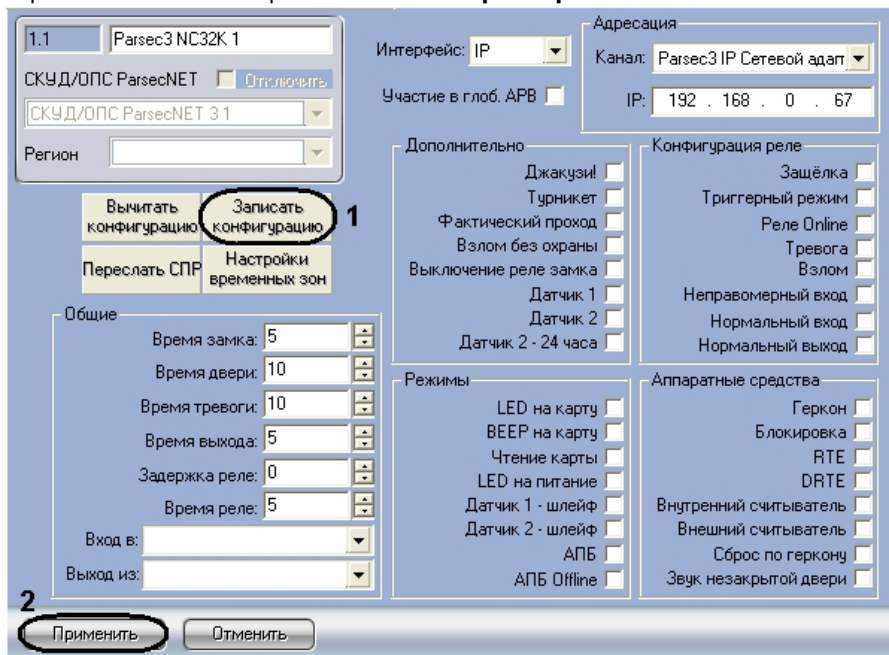 1.1 Parsec3 NC32K 1
СКУД/ОПС ParsecNET Отключить
СКУД/ОПС ParsecNET 3 1
Регион
Интерфейс: IP
Участие в глоб. APB
Адресация
Канал: Parsec3 IP Сетевой адап
IP: 192 . 168 . 0 . 67
Вычитать конфигурацию
Записать конфигурацию
1
Переслать СПР
Настройки временных зон
Общие
Время замка: 5
Время двери: 10
Время тревоги: 10
Время выхода: 5
Задержка реле: 0
Время реле: 5
Вход в:
Выход из:
Дополнительно
Джакузи!
Турникет
Фактический проход
Взлом без охраны
Выключение реле замка
Датчик 1
Датчик 2
Датчик 2 - 24 часа
Конфигурация реле
Защёлка
Триггерный режим
Реле Online
Тревога
Взлом
Неправомерный вход
Нормальный вход
Нормальный выход
Режимы
LED на карту
BEEP на карту
Чтение карты
LED на питание
Датчик 1 - шлейф
Датчик 2 - шлейф
АПБ
АПБ Offline
Аппаратные средства
Геркон
Блокировка
RTE
DRTE
Внутренний считыватель
Внешний считыватель
Сброс по геркону
Звук незакрытой двери
2
Применить
Отменить